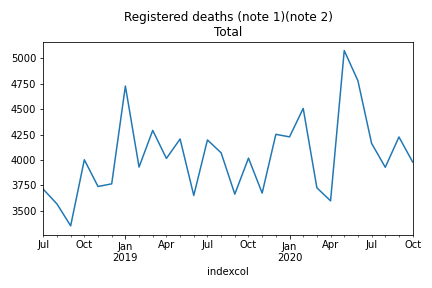 Registered deaths (note 1)(note 2)
Total
5000
4750
4500
4250
4000
3750
3500
Jul Oct Jan Apr Jul Oct Jan Apr Jul Oct
2019 2020
indexcol